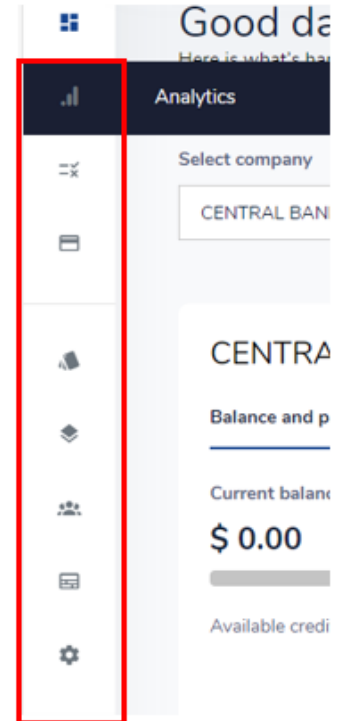 Good da
Here is what's ha
Analytics
Select company
CENTRAL BAN
CENTRA
Balance and p
Current balanc
$ 0.00
Available credi